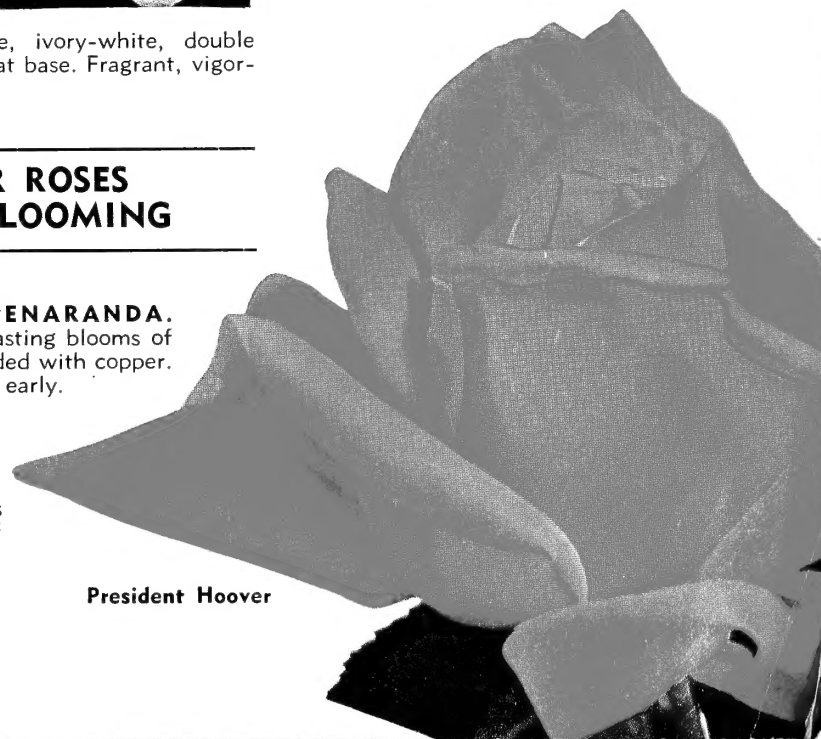 e, ivory-white, double
at base. Fragrant, vigor-
R ROSES
LOOMING
ENARANDA.
asting blooms of
ded with copper.
early.
President Hoover